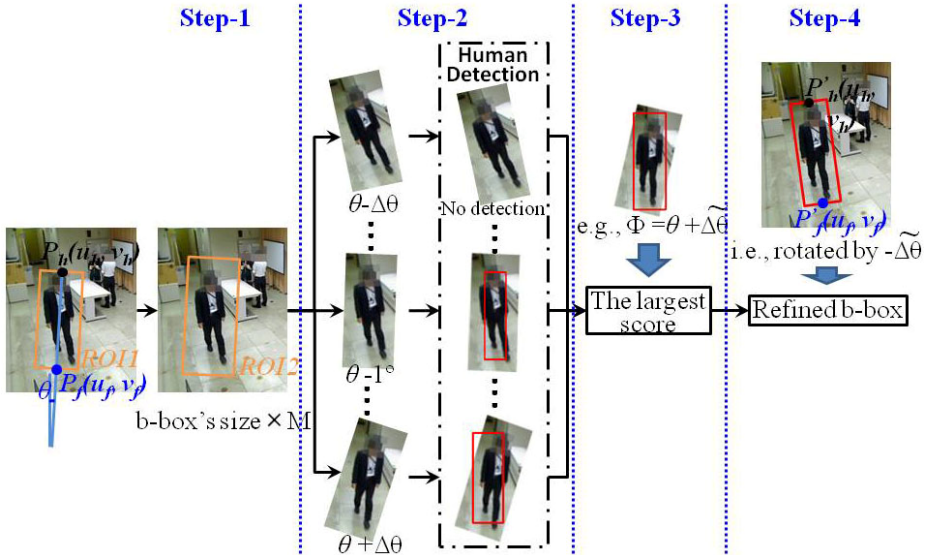 Step-1
Step-2
Step-3
Step-4
Human
Detection
P_h(u_h, v_h)
ROI1
θ
P_f(u_f, v_f)
ROI2
b-box's size × M
θ-Δθ
No detection
θ-1°
θ+Δθ
e.g., Φ =θ+Δ̃θ
The largest
score
P'_h(u_h,
v_h)
P'_f(u_f, v_f)
i.e., rotated by -Δ̃θ
Refined b-box